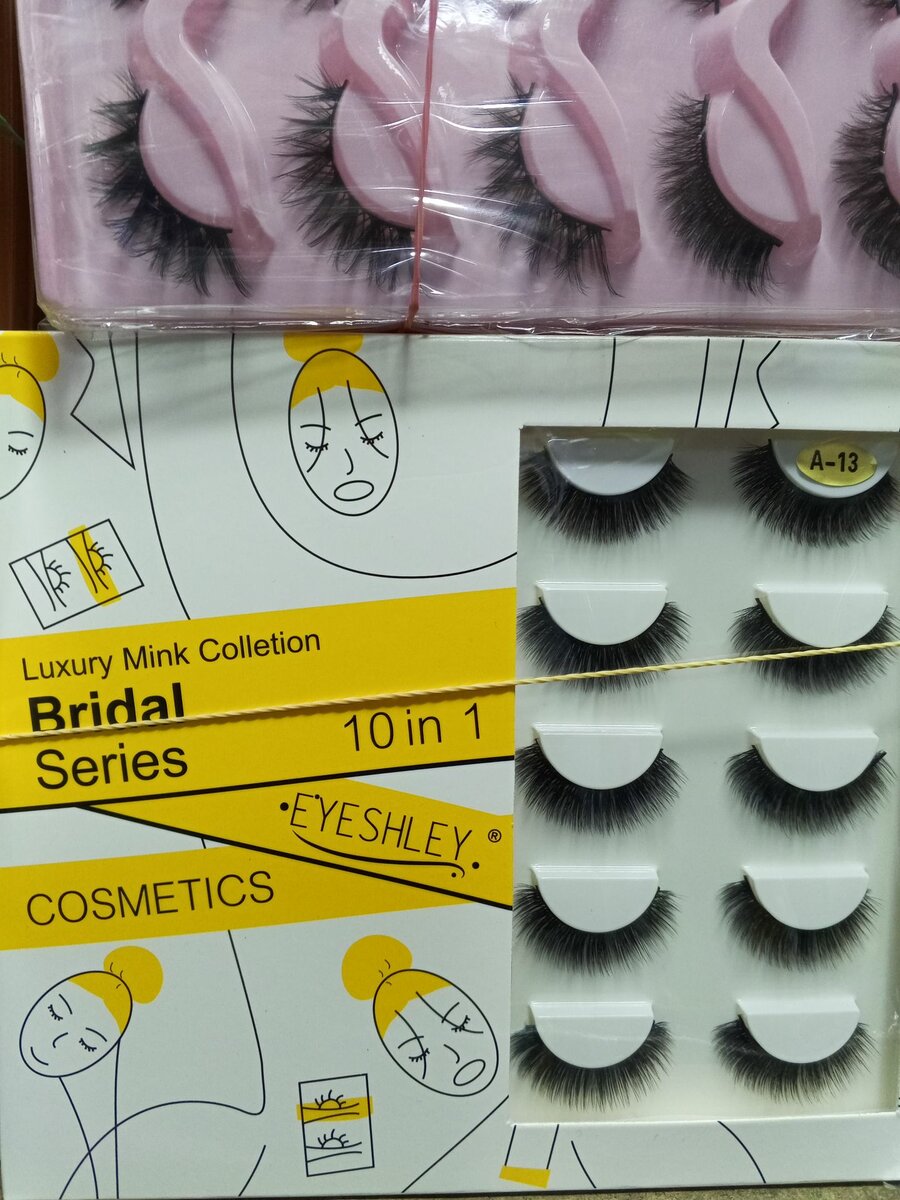 A-13
Luxury Mink Colletion
Bridal
Series
10 in 1
EYESHLEY ®
COSMETICS